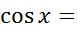 cos x =